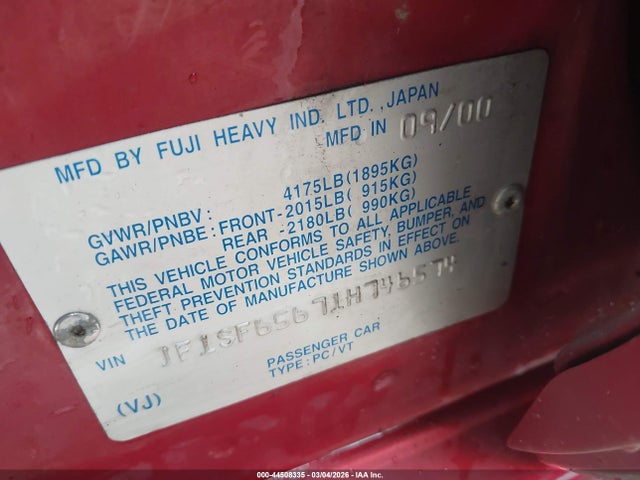 MFD BY FUJI HEAVY IND. LTD.,JAPAN
MFD IN 09/00
GVWR/PNBV: 4175LB(1895KG)
GAWR/PNBE: FRONT-2015LB( 915KG)
REAR -2180LB( 990KG)
THIS VEHICLE CONFORMS TO ALL APPLICABLE
FEDERAL MOTOR VEHICLE SAFETY, BUMPER, AND
THEFT PREVENTION STANDARDS IN EFFECT ON
THE DATE OF MANUFACTURE SHOWN ABOVE.
VIN JF1SF65671H746574
PASSENGER CAR
TYPE: PC/VT
(VJ)
000-44508335 - 03/04/2026 - IAA Inc.